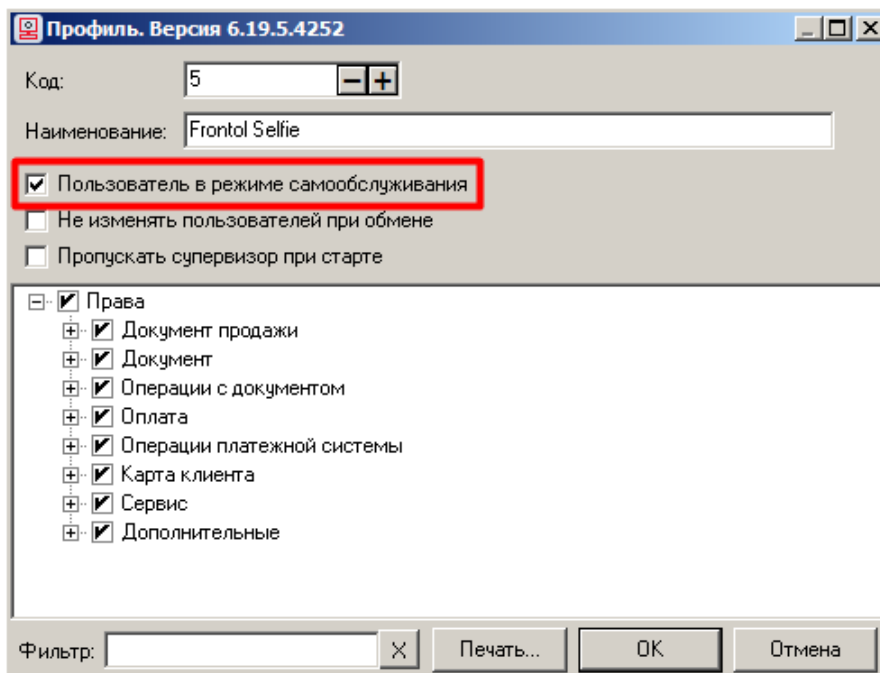 Профиль. Версия 6.19.5.4252
Код: 5
Наименование: Frontol Selfie
Пользователь в режиме самообслуживания
Не изменять пользователей при обмене
Пропускать супервизор при старте
Права
Документ продажи
Документ
Операции с документом
Оплата
Операции платежной системы
Карта клиента
Сервис
Дополнительные
Фильтр: X Печать... OK Отмена